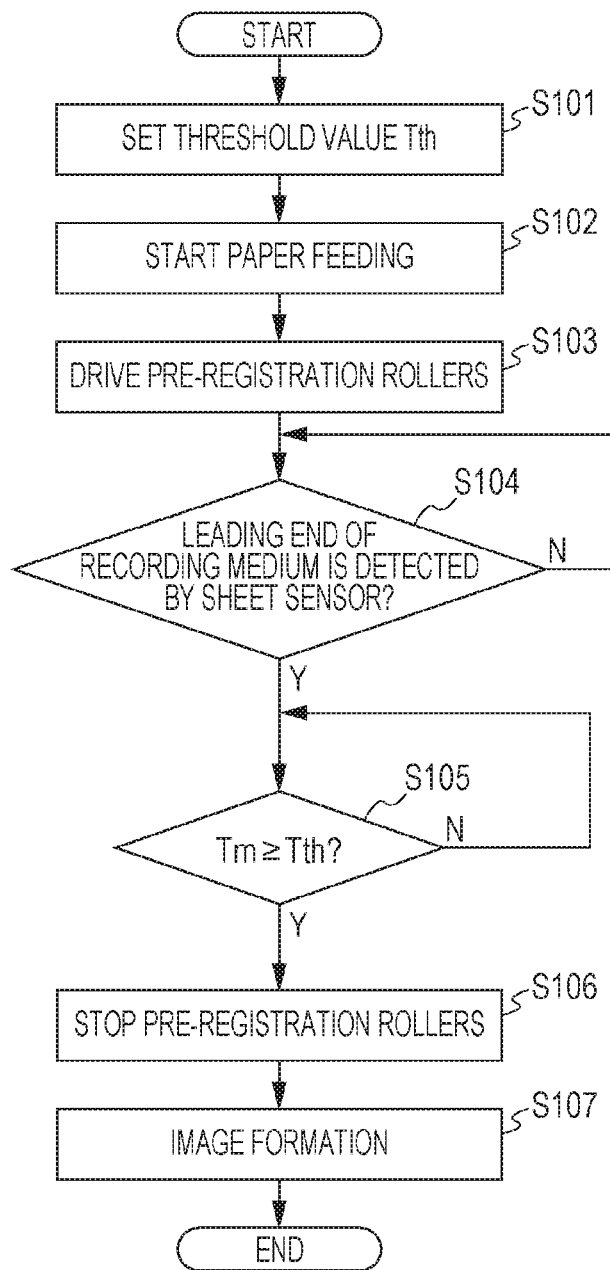 START
S101
SET THRESHOLD VALUE Tth
S102
START PAPER FEEDING
S103
DRIVE PRE-REGISTRATION ROLLERS
S104
LEADING END OF
RECORDING MEDIUM IS DETECTED
BY SHEET SENSOR?
N
Y
S105
Tm ≥ Tth?
N
Y
S106
STOP PRE-REGISTRATION ROLLERS
S107
IMAGE FORMATION
END